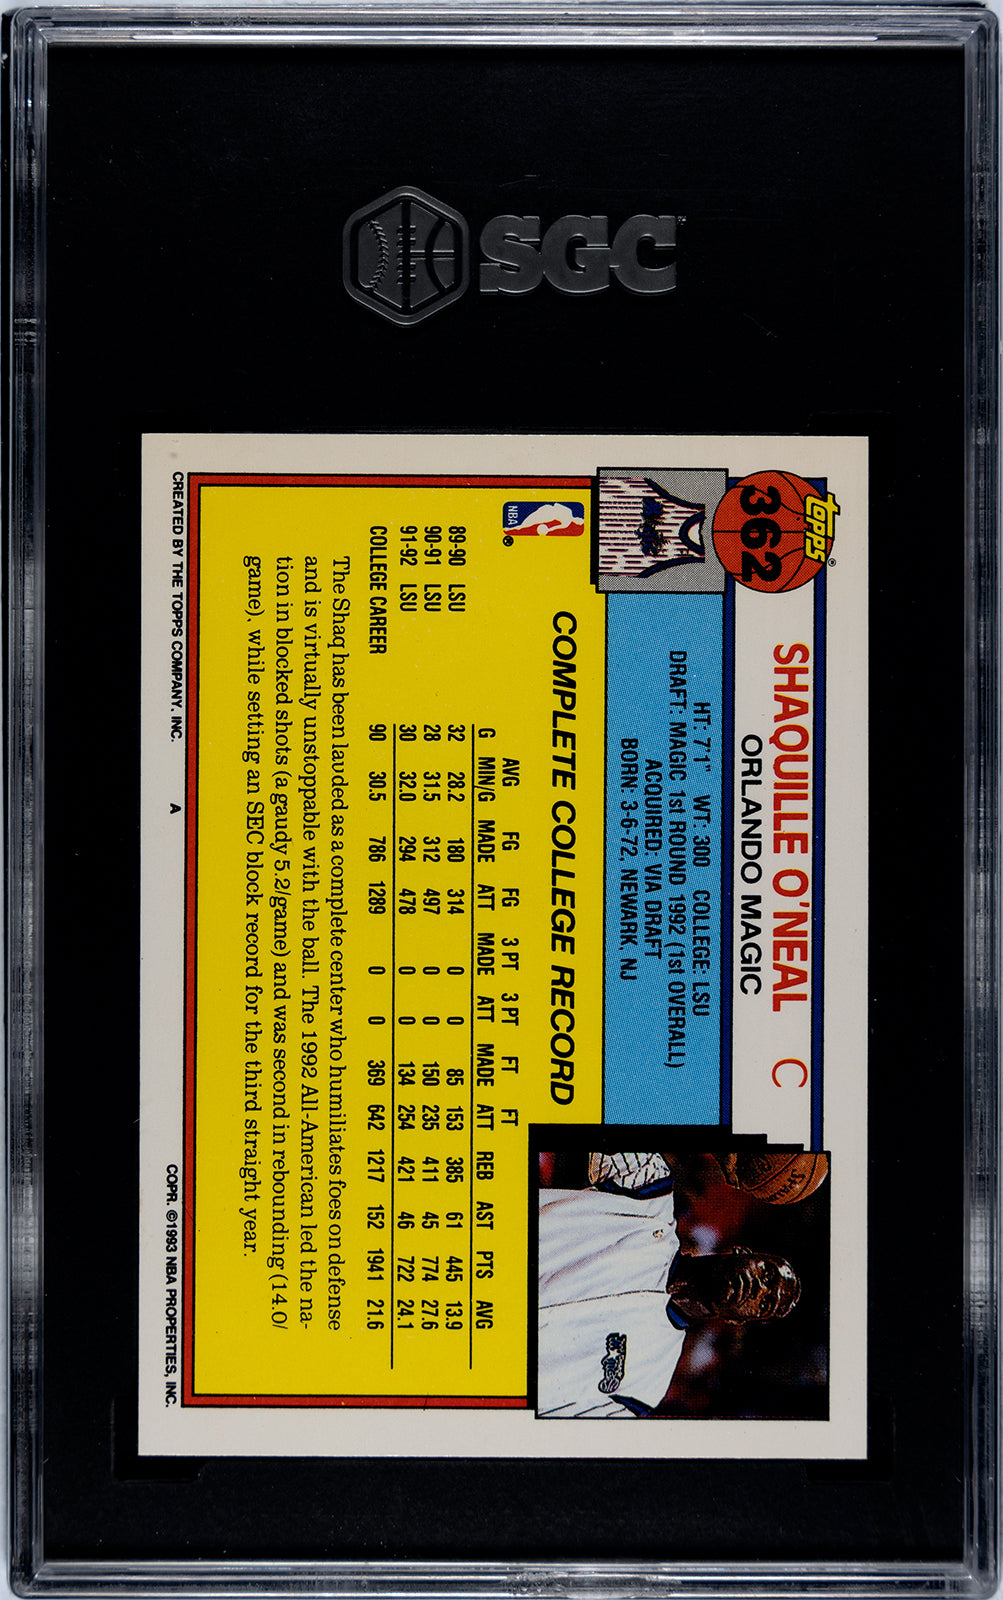 SGC
topps®
362
SHAQUILLE O'NEAL C
ORLANDO MAGIC
HT: 7'1" WT: 300 COLLEGE: LSU
DRAFT: MAGIC 1st ROUND 1992 (1st OVERALL)
ACQUIRED: VIA DRAFT
BORN: 3-6-72, NEWARK, NJ
NBA®
COMPLETE COLLEGE RECORD
AVG FG FG 3 PT 3 PT FT FT
G MIN/G MADE ATT MADE ATT MADE ATT REB AST PTS AVG
89-90 LSU 32 28.2 180 314 0 0 85 153 385 61 445 13.9
90-91 LSU 28 31.5 312 497 0 0 150 235 411 45 774 27.6
91-92 LSU 30 32.0 294 478 0 0 134 254 421 46 722 24.1
COLLEGE CAREER 90 30.5 786 1289 0 0 369 642 1217 152 1941 21.6
The Shaq has been lauded as a complete center who humiliates foes on defense
and is virtually unstoppable with the ball. The 1992 All-American led the na-
tion in blocked shots (a gaudy 5.2/game) and was second in rebounding (14.0/
game), while setting an SEC block record for the third straight year.
CREATED BY THE TOPPS COMPANY, INC. A COPR. ©1993 NBA PROPERTIES, INC.